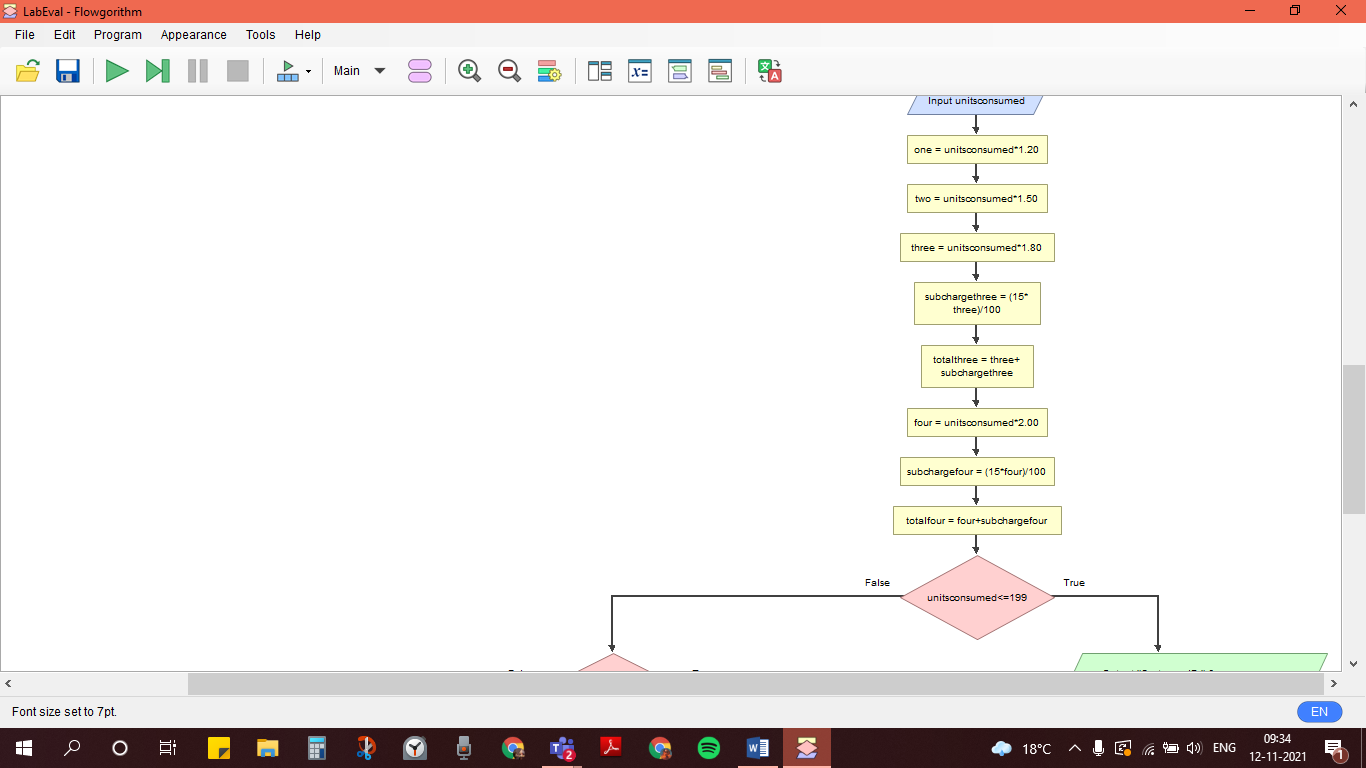 LabEval - Flowgorithm
File Edit Program Appearance Tools Help
Main
Input unitsconsumed
one = unitsconsumed*1.20
two = unitsconsumed*1.50
three = unitsconsumed*1.80
subchargethree = (15*
three)/100
totalthree = three+
subchargethree
four = unitsconsumed*2.00
subchargefour = (15*four)/100
totalfour = four+subchargefour
False
True
unitsconsumed<=199
Font size set to 7pt.
EN
18°C
ENG
09:34
12-11-2021
2
1